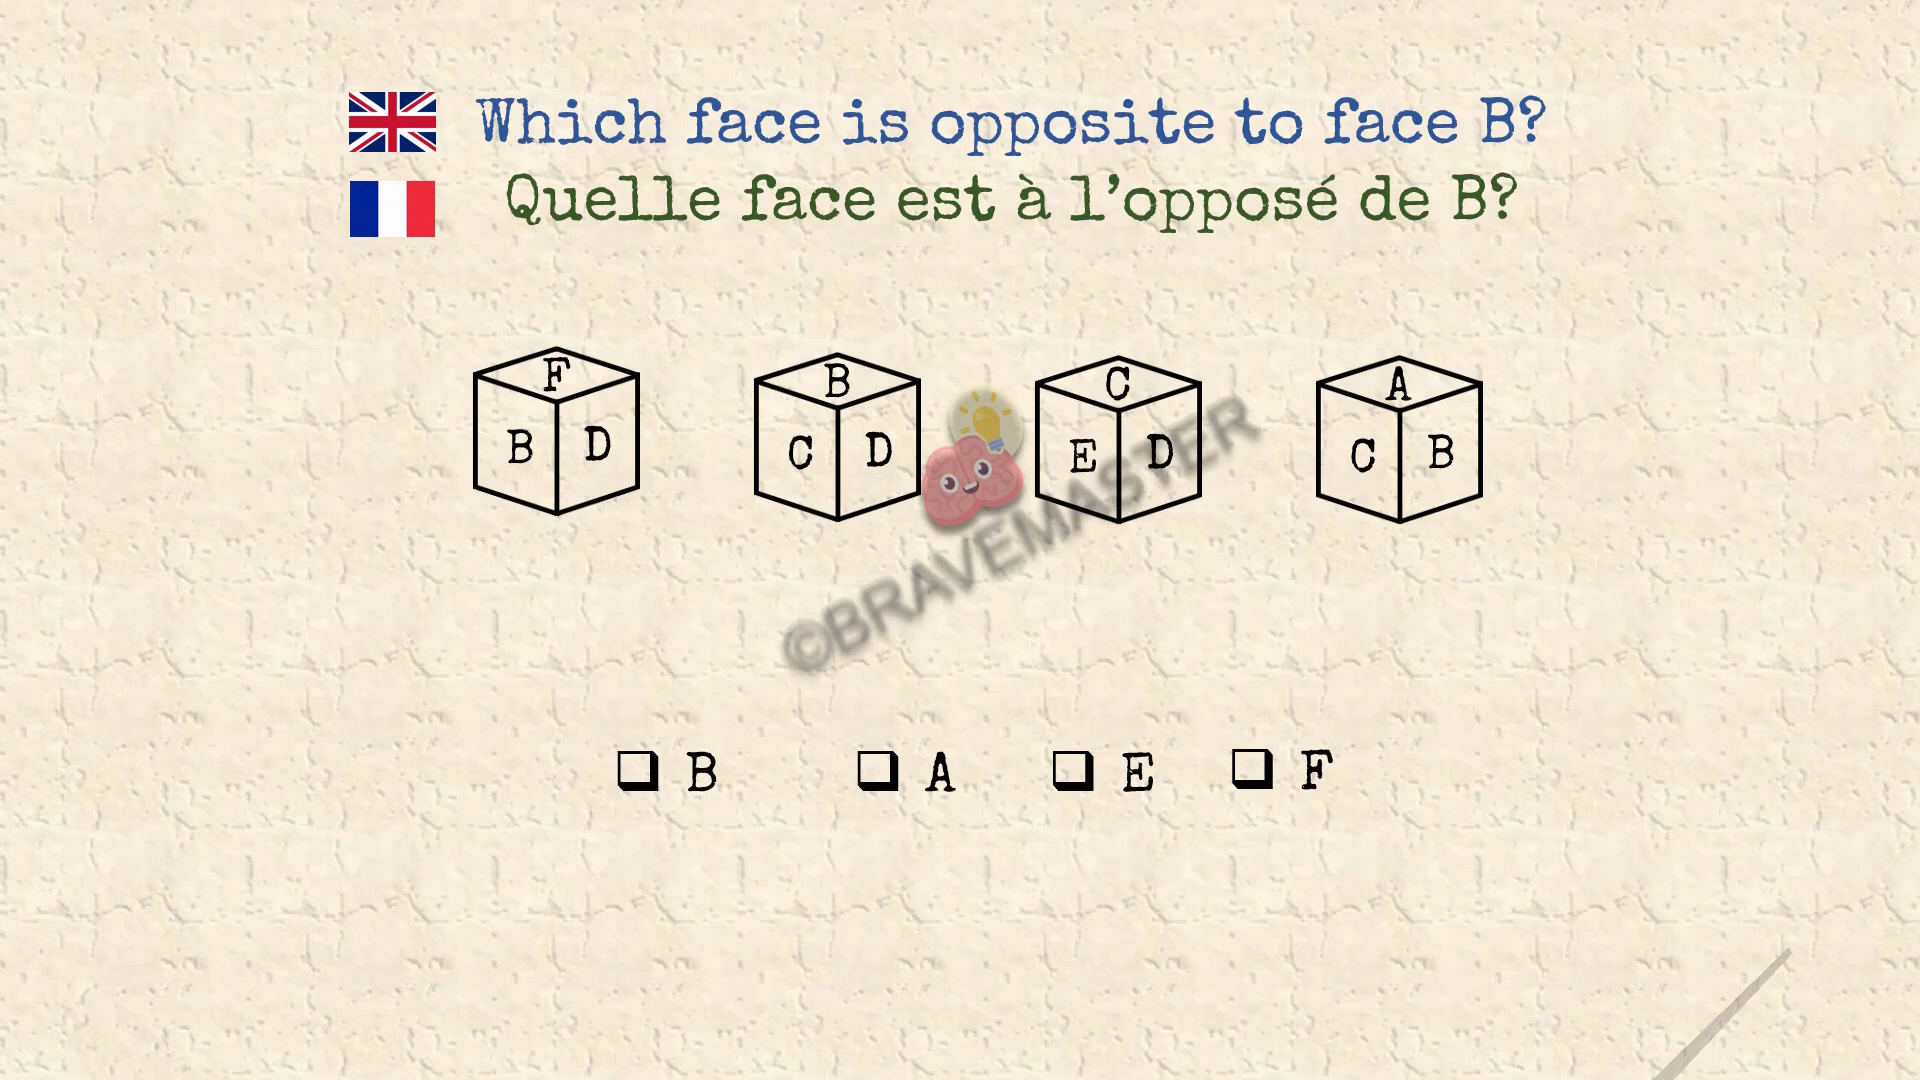 Which face is opposite to face B?
Quelle face est à l’opposé de B?
F
B D
B
C D
C
E D
A
C B
©BRAVEMASTER
❑ B ❑ A ❑ E ❑ F